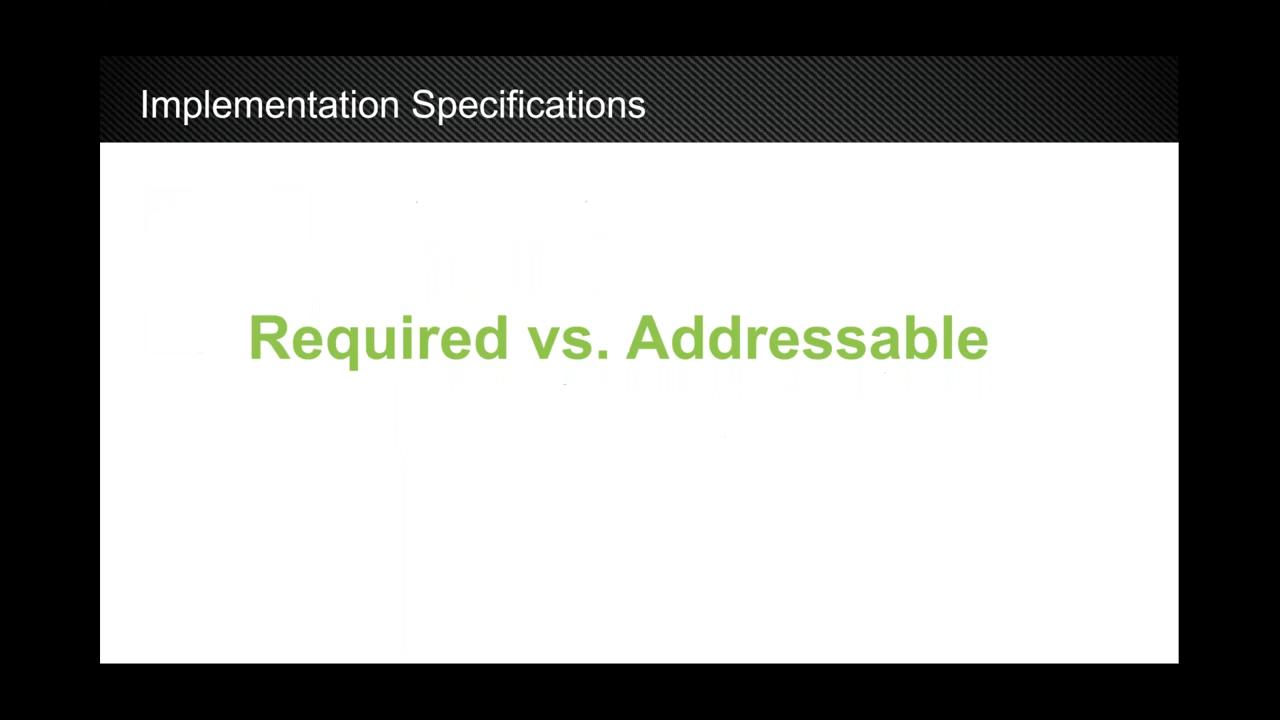 Implementation Specifications
Required vs. Addressable